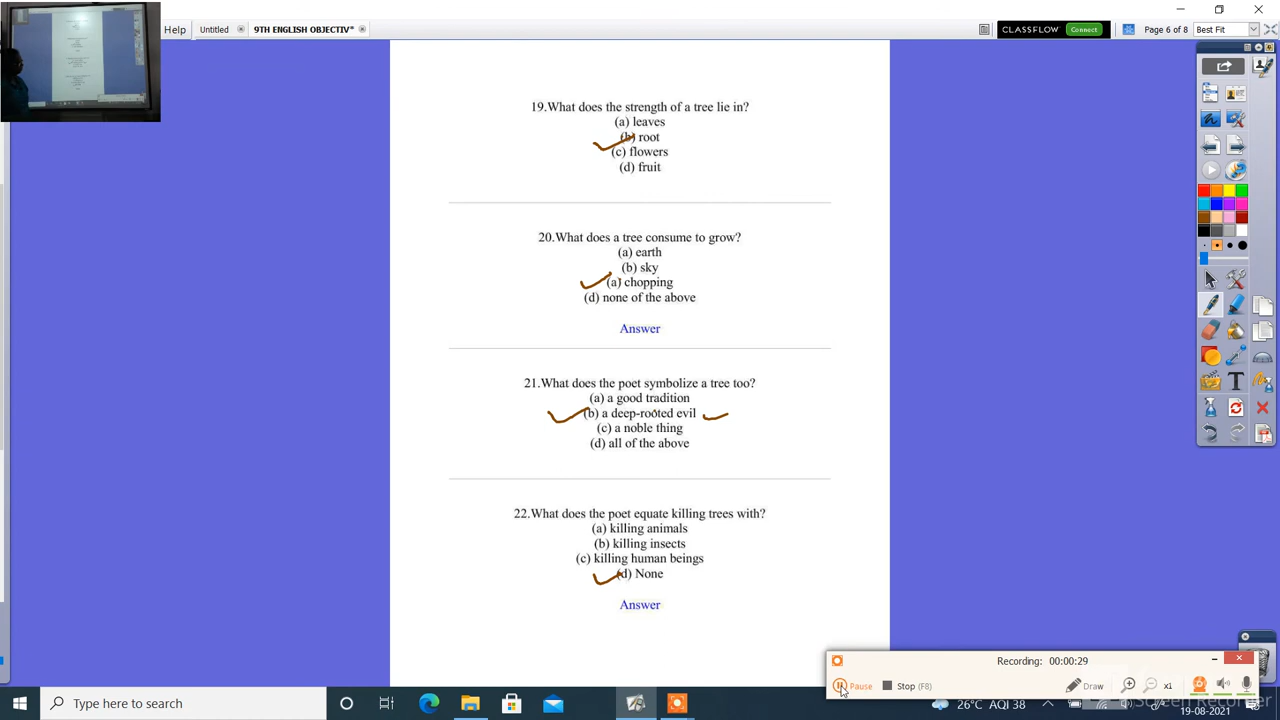 Help
Untitled
9TH ENGLISH OBJECTIV"
CLASSFLOW
Connect
Page 6 of 8
Best Fit
19.What does the strength of a tree lie in?
(a) leaves
(b) root
(c) flowers
(d) fruit
20.What does a tree consume to grow?
(a) earth
(b) sky
(a) chopping
(d) none of the above
Answer
21.What does the poet symbolize a tree too?
(a) a good tradition
(b) a deep-rooted evil
(c) a noble thing
(d) all of the above
22.What does the poet equate killing trees with?
(a) killing animals
(b) killing insects
(c) killing human beings
(d) None
Answer
Recording: 00:00:29
Pause
Stop (F8)
x1
Draw
Screen Recorder
Type here to search
26°C AQI 38
19-08-2021